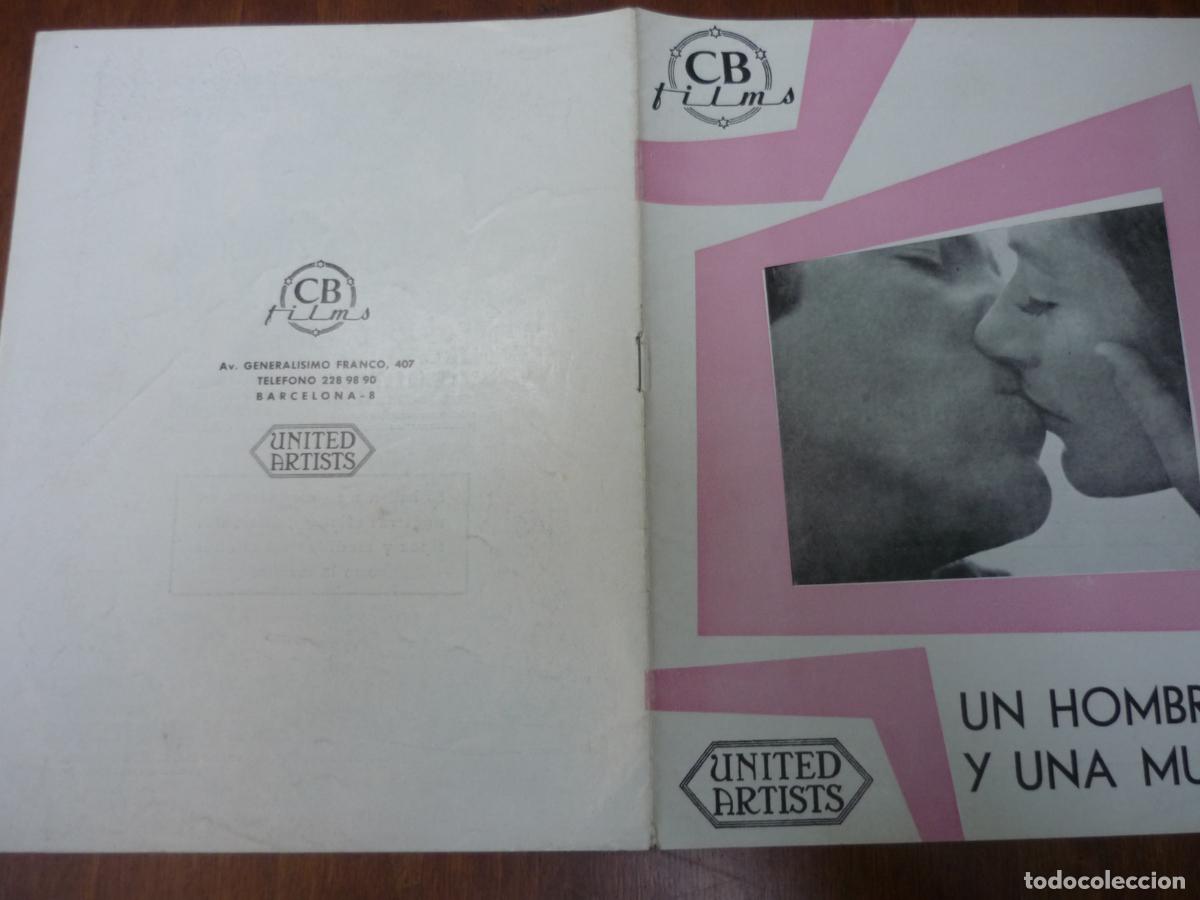 CB
films
Av. GENERALISIMO FRANCO, 407
TELEFONO 228 98 90
BARCELONA-8
UNITED
ARTISTS
CB
films
UN HOMBR
Y UNA MU
UNITED
ARTISTS
todocoleccion